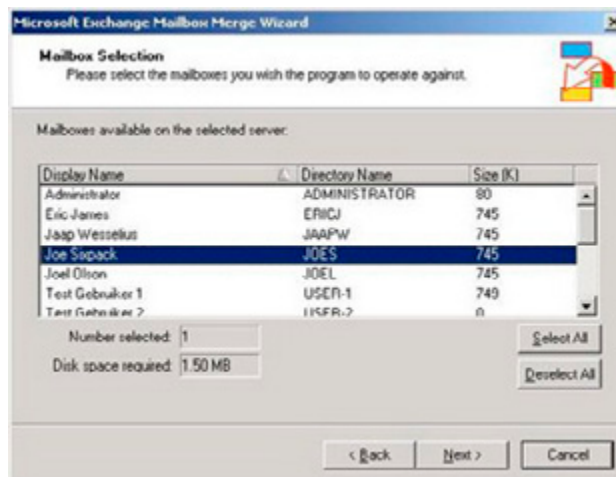 Microsoft Exchange Mailbox Merge Wizard
Mailbox Selection
Please select the mailboxes you wish the program to operate against.
Mailboxes available on the selected server:
Display Name Directory Name Size (K)
Administrator ADMINISTRATOR 80
Eric James ERICJ 745
Jaap Wesselius JAAPW 745
Joe Sixpack JOES 745
Joel Olson JOEL 745
Test Gebruiker 1 USER-1 749
Test Gebruiker 2 USER-2 0
Number selected: 1
Select All
Disk space required: 1.50 MB
Deselect All
< Back Next > Cancel